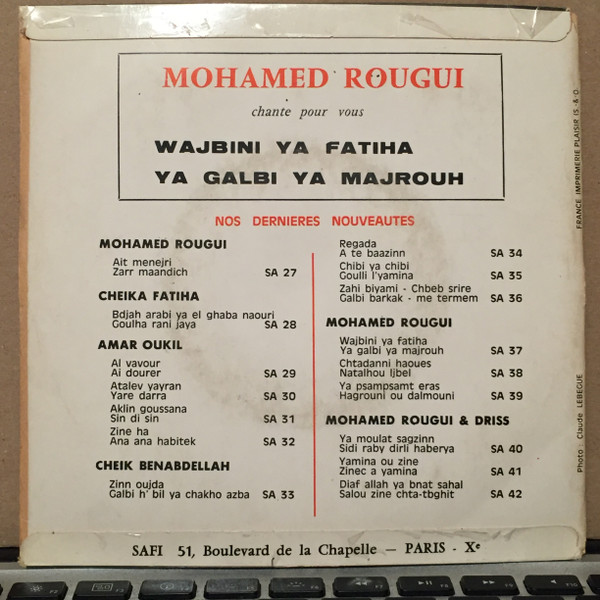 MOHAMED ROUGUI
chante pour vous
WAJBINI YA FATIHA
YA GALBI YA MAJROUH
NOS DERNIERES NOUVEAUTES
MOHAMED ROUGUI
Ait menejri
Zarr maandich SA 27
CHEIKA FATIHA
Bdjah arabi ya el ghaba naouri
Goulha rani jaya SA 28
AMAR OUKIL
Al vavour
Ai dourer SA 29
Atalev yayran
Yare darra SA 30
Aklin goussana
Sin di sin SA 31
Zine ha
Ana ana habitek SA 32
CHEIK BENABDELLAH
Zinn oujda
Galbi h' bil ya chakho azba SA 33
Regada
A te baazinn SA 34
Chibi ya chibi
Goulli l'yamina SA 35
Zahi biyami - Chbeb srire
Galbi barkak - me termem SA 36
MOHAMED ROUGUI
Wajbini ya fatiha
Ya galbi ya majrouh SA 37
Chtadanni haoues
Natalhou ljbel SA 38
Ya psampsamt eras
Hagrouni ou dalmouni SA 39
MOHAMED ROUGUI & DRISS
Ya moulat sagzinn
Sidi raby dirli haberya SA 40
Yamina ou zine
Zinec a yamina SA 41
Diaf allah ya bnat sahal
Salou zine chta-tbghit SA 42
SAFI 51, Boulevard de la Chapelle — PARIS - Xe
FRANCE IMPRIMERIE PLAISIR (S.-&-O
Photo : Claude LEBEGUE